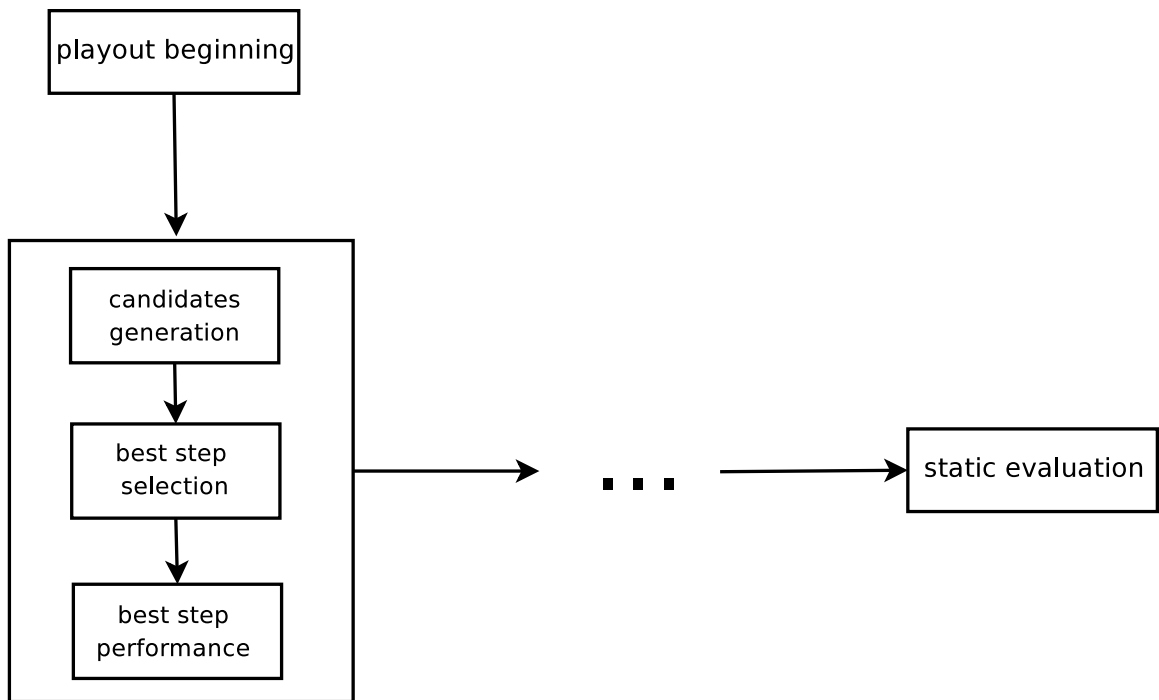 playout beginning
candidates
generation
best step
selection
best step
performance
...
static evaluation